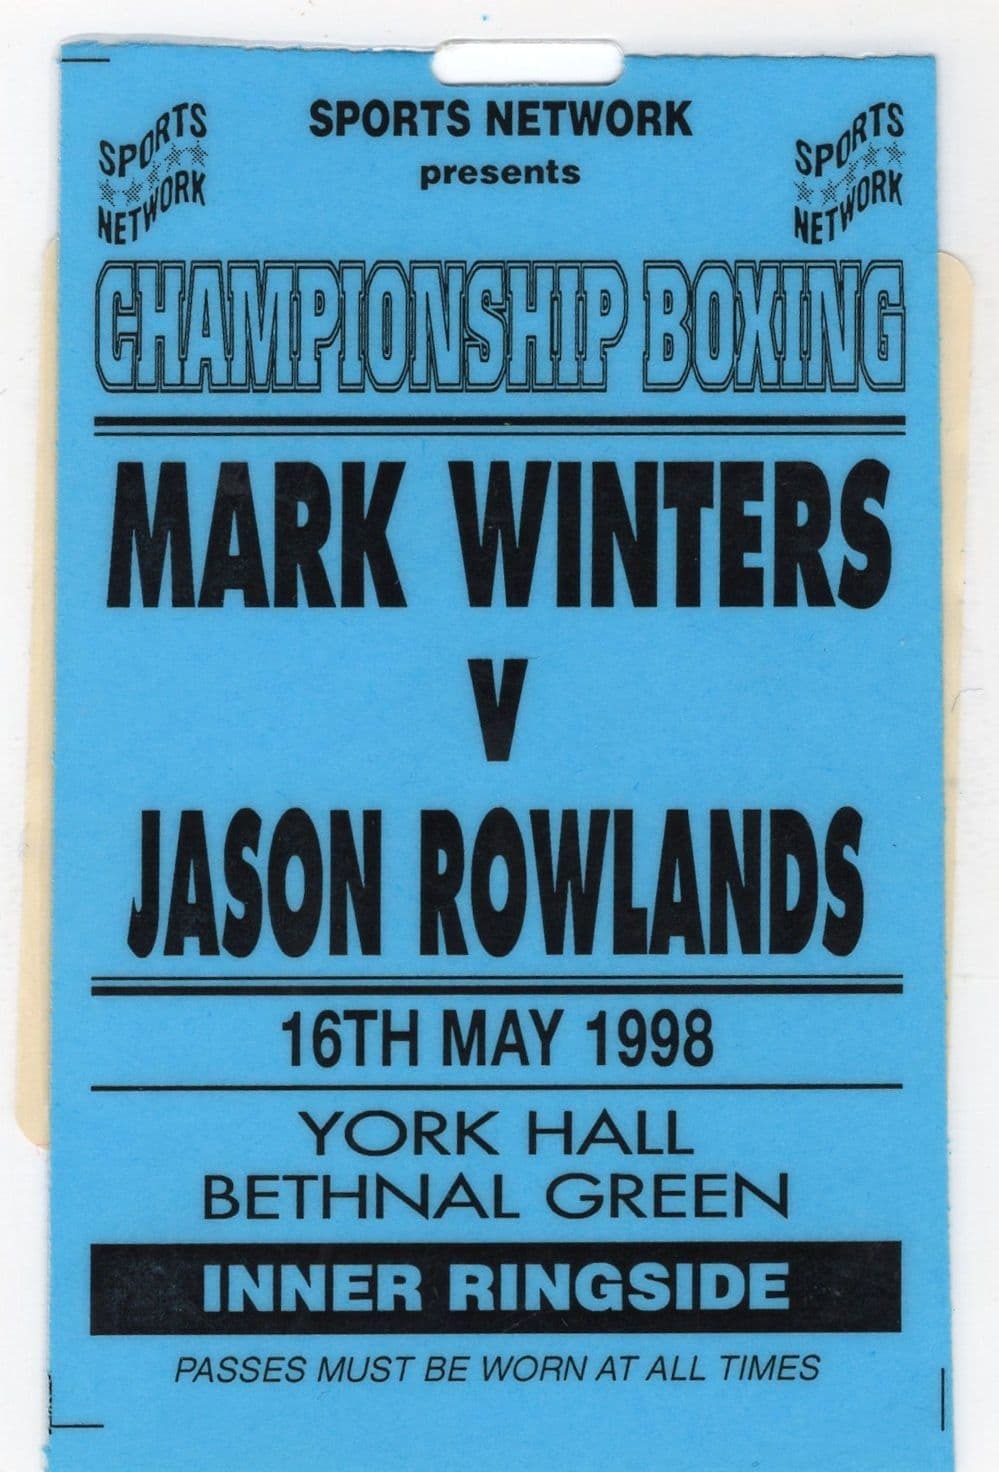 SPORTS NETWORK
SPORTS NETWORK
presents
SPORTS NETWORK
CHAMPIONSHIP BOXING
MARK WINTERS
V
JASON ROWLANDS
16TH MAY 1998
YORK HALL
BETHNAL GREEN
INNER RINGSIDE
PASSES MUST BE WORN AT ALL TIMES